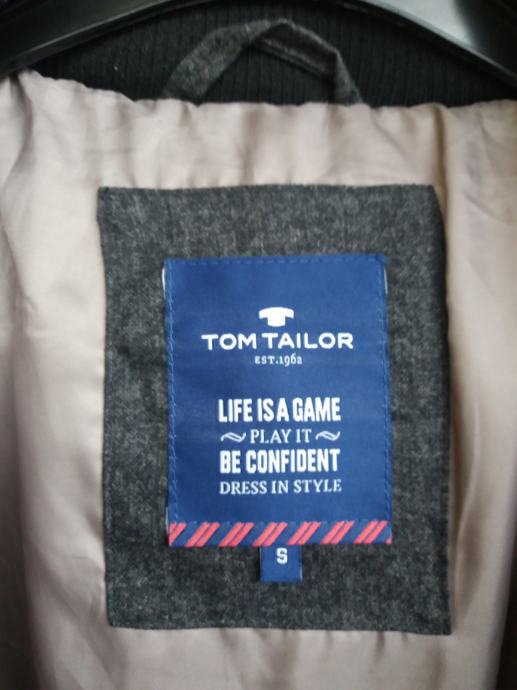 TOM TAILOR
EST.1962
LIFE IS A GAME
~ PLAY IT ~
BE CONFIDENT
DRESS IN STYLE
S